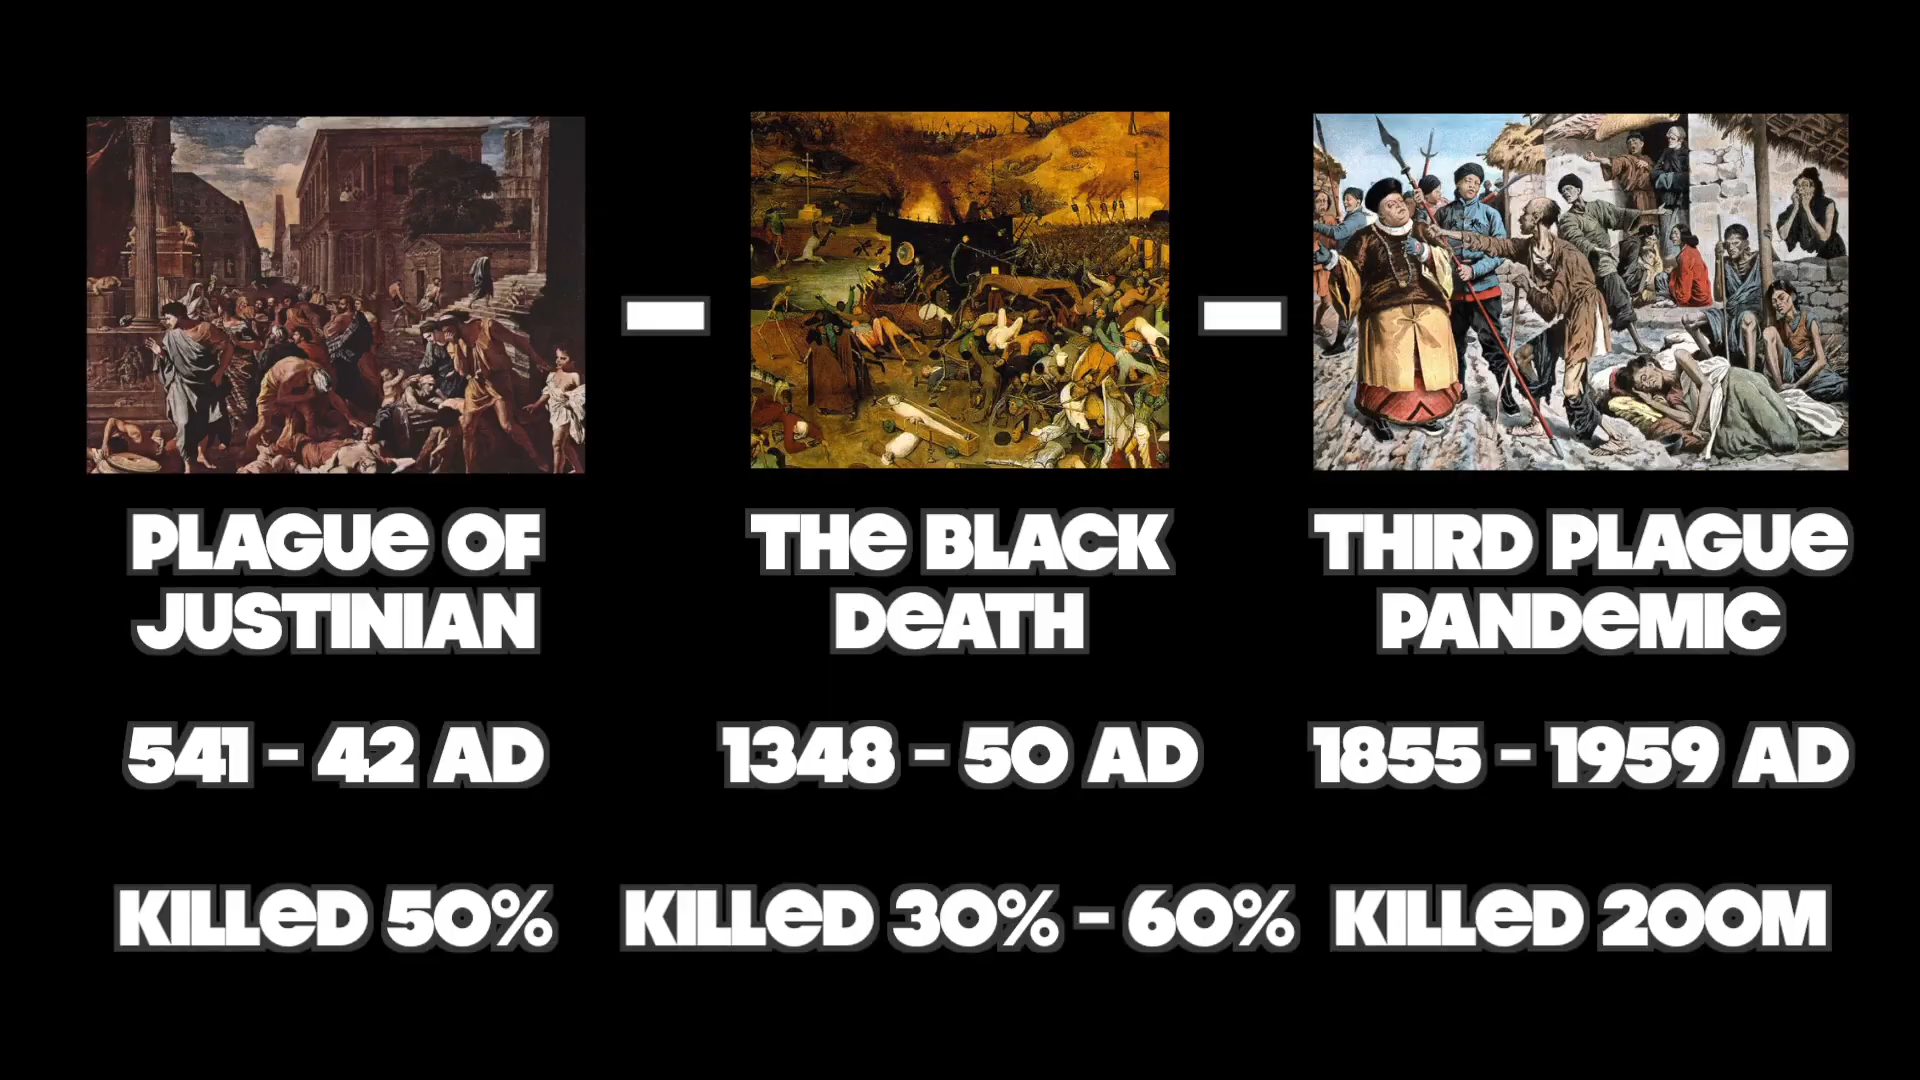 PLAGUE OF
JUSTINIAN
541 - 42 AD
KILLED 50%
THE BLACK
DEATH
1348 - 50 AD
KILLED 30% - 60%
THIRD PLAGUE
PANDEMIC
1855 - 1959 AD
KILLED 200M